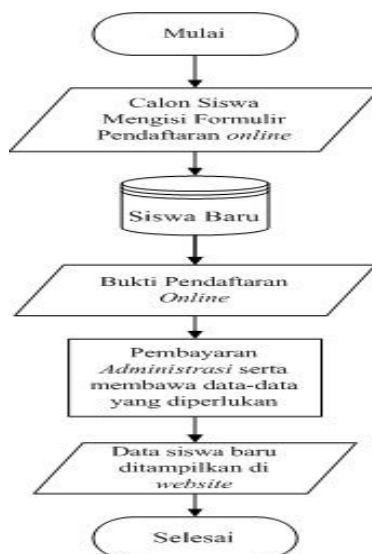 Mulai
Calon Siswa
Mengisi Formulir
Pendaftaran online
Siswa Baru
Bukti Pendaftaran
Online
Pembayaran
Administrasi serta
membawa data-data
yang diperlukan
Data siswa baru
ditampilkan di
website
Selesai